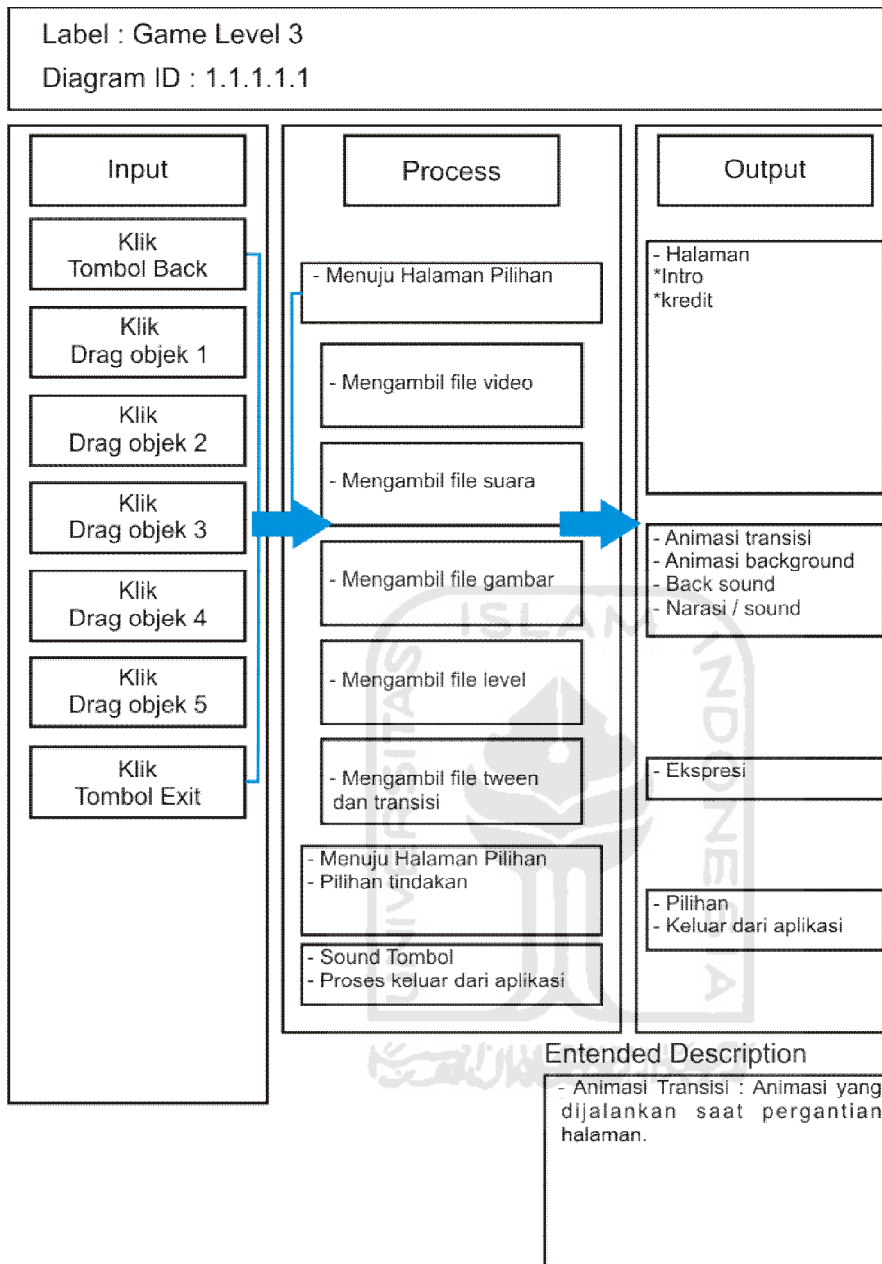 Label : Game Level 3
Diagram ID : 1.1.1.1.1
Input
Klik
Tombol Back
Klik
Drag objek 1
Klik
Drag objek 2
Klik
Drag objek 3
Klik
Drag objek 4
Klik
Drag objek 5
Klik
Tombol Exit
Process
- Menuju Halaman Pilihan
- Mengambil file video
- Mengambil file suara
- Mengambil file gambar
- Mengambil file level
- Mengambil file tween
dan transisi
- Menuju Halaman Pilihan
- Pilihan tindakan
- Sound Tombol
- Proses keluar dari aplikasi
Output
- Halaman
*Intro
*kredit
- Animasi transisi
- Animasi background
- Back sound
- Narasi / sound
- Ekspresi
- Pilihan
- Keluar dari aplikasi
Entended Description
- Animasi Transisi : Animasi yang
dijalankan saat pergantian
halaman.
UNIVERSITAS
ISLAM
INDONESIA